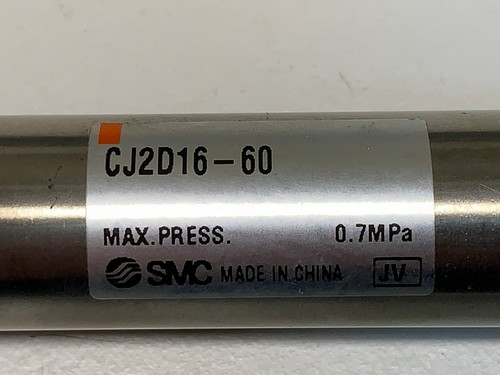 CJ2D16-60
MAX.PRESS. 0.7MPa
SMC MADE IN CHINA JV